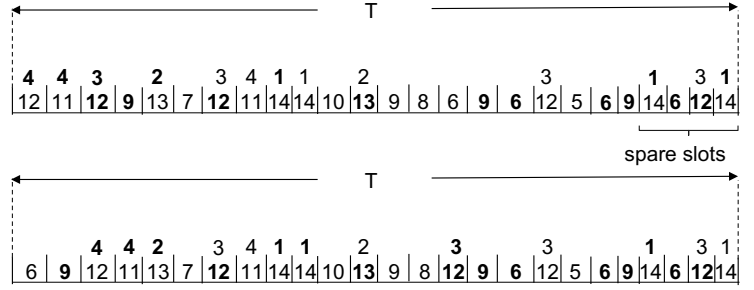 T
4 4 3 2 3 4 1 1 2 3 1 3 1
12 11 12 9 13 7 12 11 14 14 10 13 9 8 6 9 6 12 5 6 9 14 6 12 14
spare slots
T
4 4 2 3 4 1 1 2 3 3 1 3 1
6 9 12 11 13 7 12 11 14 14 10 13 9 8 12 9 6 12 5 6 9 14 6 12 14